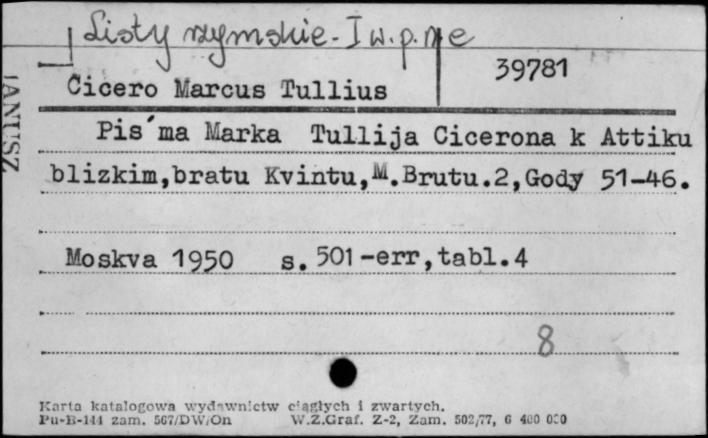 Listy rzymskie - I w. p. n e
39781
Cicero Marcus Tullius
JANUSZ
Pis´ma Marka Tullija Cicerona k Attiku
blizkim,bratu Kvintu,M.Brutu.2,Gody 51-46.
Moskva 1950 s. 501-err,tabl.4
8
Karta katalogowa wydawnictw ciągłych i zwartych.
Pu-B-144 zam. 567/DW/On W.Z.Graf. Z-2, Zam. 502/77, 6 400 000